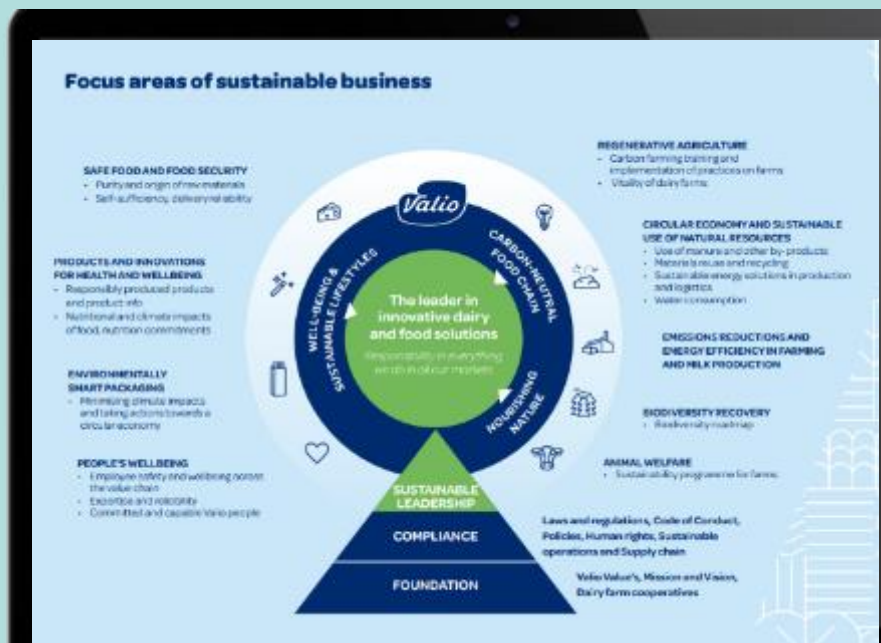 Focus areas of sustainable business
SAFE FOOD AND FOOD SECURITY
• Purity and origin of raw materials
• Self-sufficiency, delivery reliability
PRODUCTS AND INNOVATIONS
FOR HEALTH AND WELLBEING
• Responsibly produced products
and product info
• Nutritional and climate impacts
of food, nutrition commitments
ENVIRONMENTALLY
SMART PACKAGING
• Minimising climate impacts
and taking actions towards a
circular economy
PEOPLE'S WELLBEING
• Employee safety and wellbeing across
the value chain
• Expertise and reliability
• Committed and capable Valio people
Valio
WELL-BEING &
SUSTAINABLE LIFESTYLES
CARBON-NEUTRAL
FOOD CHAIN
NOURISHING
NATURE
The leader in
innovative dairy
and food solutions
Responsibility in everything
we do in all our markets
SUSTAINABLE
LEADERSHIP
COMPLIANCE
FOUNDATION
REGENERATIVE AGRICULTURE
• Carbon farming training and
implementation of practices on farms
• Vitality of dairy farms
CIRCULAR ECONOMY AND SUSTAINABLE
USE OF NATURAL RESOURCES
• Use of manure and other by-products
• Materials reuse and recycling
• Sustainable energy solutions in production
and logistics
• Water consumption
EMISSIONS REDUCTIONS AND
ENERGY EFFICIENCY IN FARMING
AND MILK PRODUCTION
BIODIVERSITY RECOVERY
• Biodiversity roadmap
ANIMAL WELFARE
• Sustainability programme for farms
Laws and regulations, Code of Conduct,
Policies, Human rights, Sustainable
operations and Supply chain
Valio Value's, Mission and Vision,
Dairy farm cooperatives